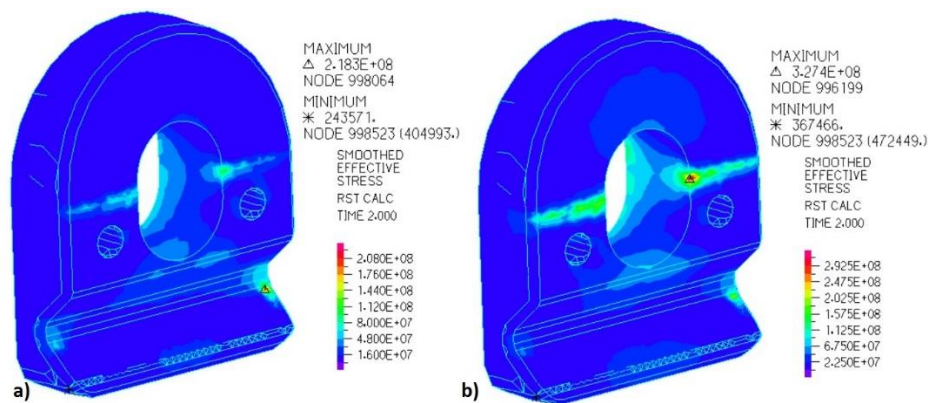 MAXIMUM
△ 2.183E+08
NODE 998064
MINIMUM
* 243571.
NODE 998523 (404993.)
SMOOTHED
EFFECTIVE
STRESS
RST CALC
TIME 2.000
2.080E+08
1.760E+08
1.440E+08
1.120E+08
8.000E+07
4.800E+07
1.600E+07
a)
MAXIMUM
△ 3.274E+08
NODE 996199
MINIMUM
* 367466.
NODE 998523 (472449.)
SMOOTHED
EFFECTIVE
STRESS
RST CALC
TIME 2.000
2.925E+08
2.475E+08
2.025E+08
1.575E+08
1.125E+08
6.750E+07
2.250E+07
b)